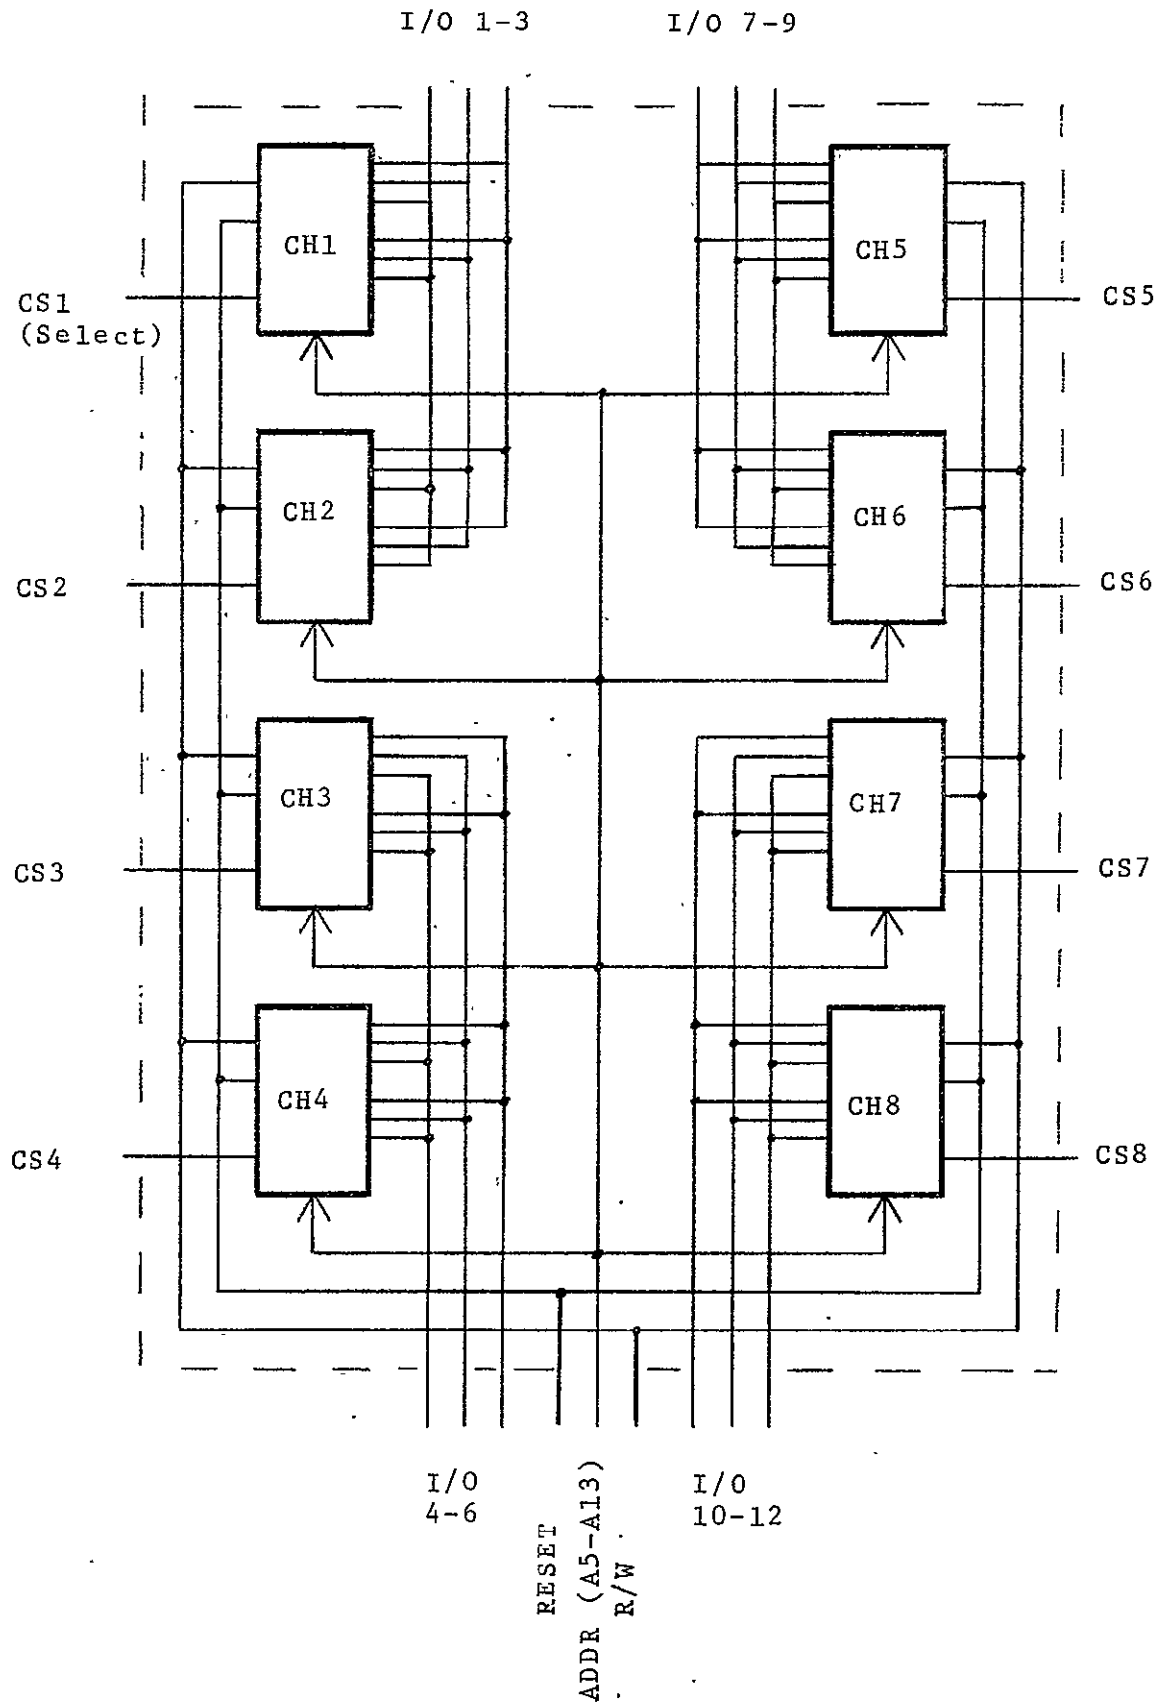 I/O 1-3
I/O 7-9
CH1
CH5
CS1
(Select)
CS5
CH2
CH6
CS2
CS6
CH3
CH7
CS3
CS7
CH4
CH8
CS4
CS8
I/O
4-6
RESET
ADDR (A5-A13)
R/W
I/O
10-12